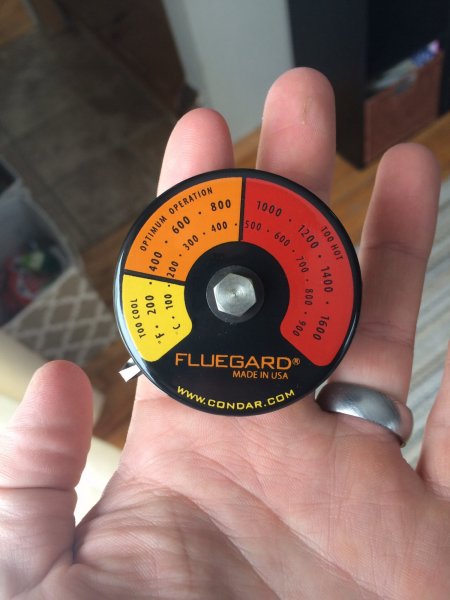 OPTIMUM OPERATION
TOO HOT
TOO COOL
°F · 200 · 400 · 600 · 800 · 1000 · 1200 · 1400 · 1600
°C · 100 · 200 · 300 · 400 · 500 · 600 · 700 · 800 · 900
FLUEGARD®
MADE IN USA
WWW.CONDAR.COM